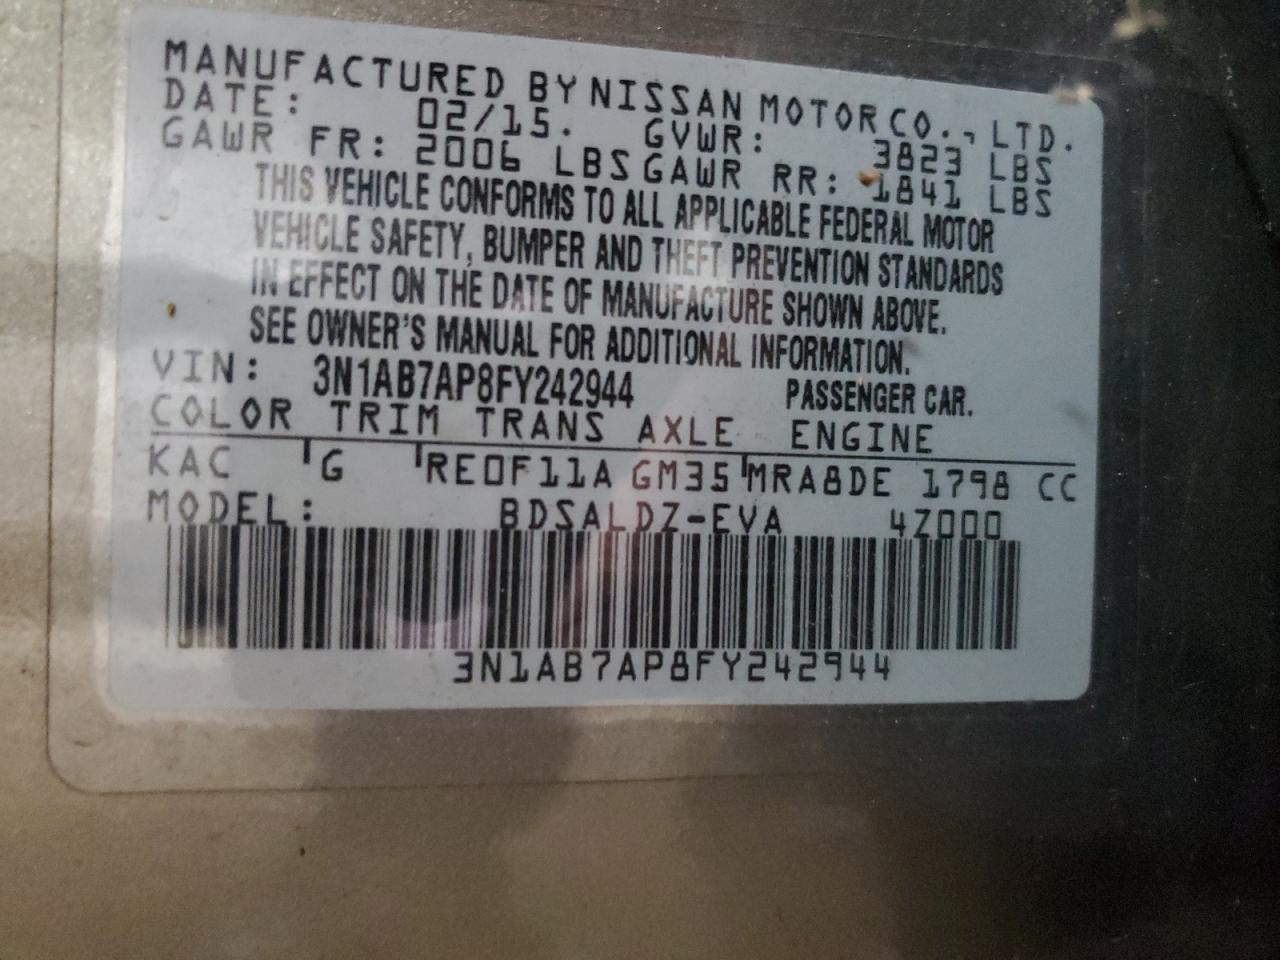 MANUFACTURED BY NISSAN MOTOR CO., LTD.
DATE: 02/15. GVWR: 3823 LBS
GAWR FR: 2006 LBS GAWR RR: 1841 LBS
THIS VEHICLE CONFORMS TO ALL APPLICABLE FEDERAL MOTOR
VEHICLE SAFETY, BUMPER AND THEFT PREVENTION STANDARDS
IN EFFECT ON THE DATE OF MANUFACTURE SHOWN ABOVE.
SEE OWNER'S MANUAL FOR ADDITIONAL INFORMATION.
VIN: 3N1AB7AP8FY242944 PASSENGER CAR.
COLOR TRIM TRANS AXLE ENGINE
KAC G RE0F11A GM35 MRA8DE 1798 CC
MODEL: BDSALDZ-EVA 4Z000
3N1AB7AP8FY242944